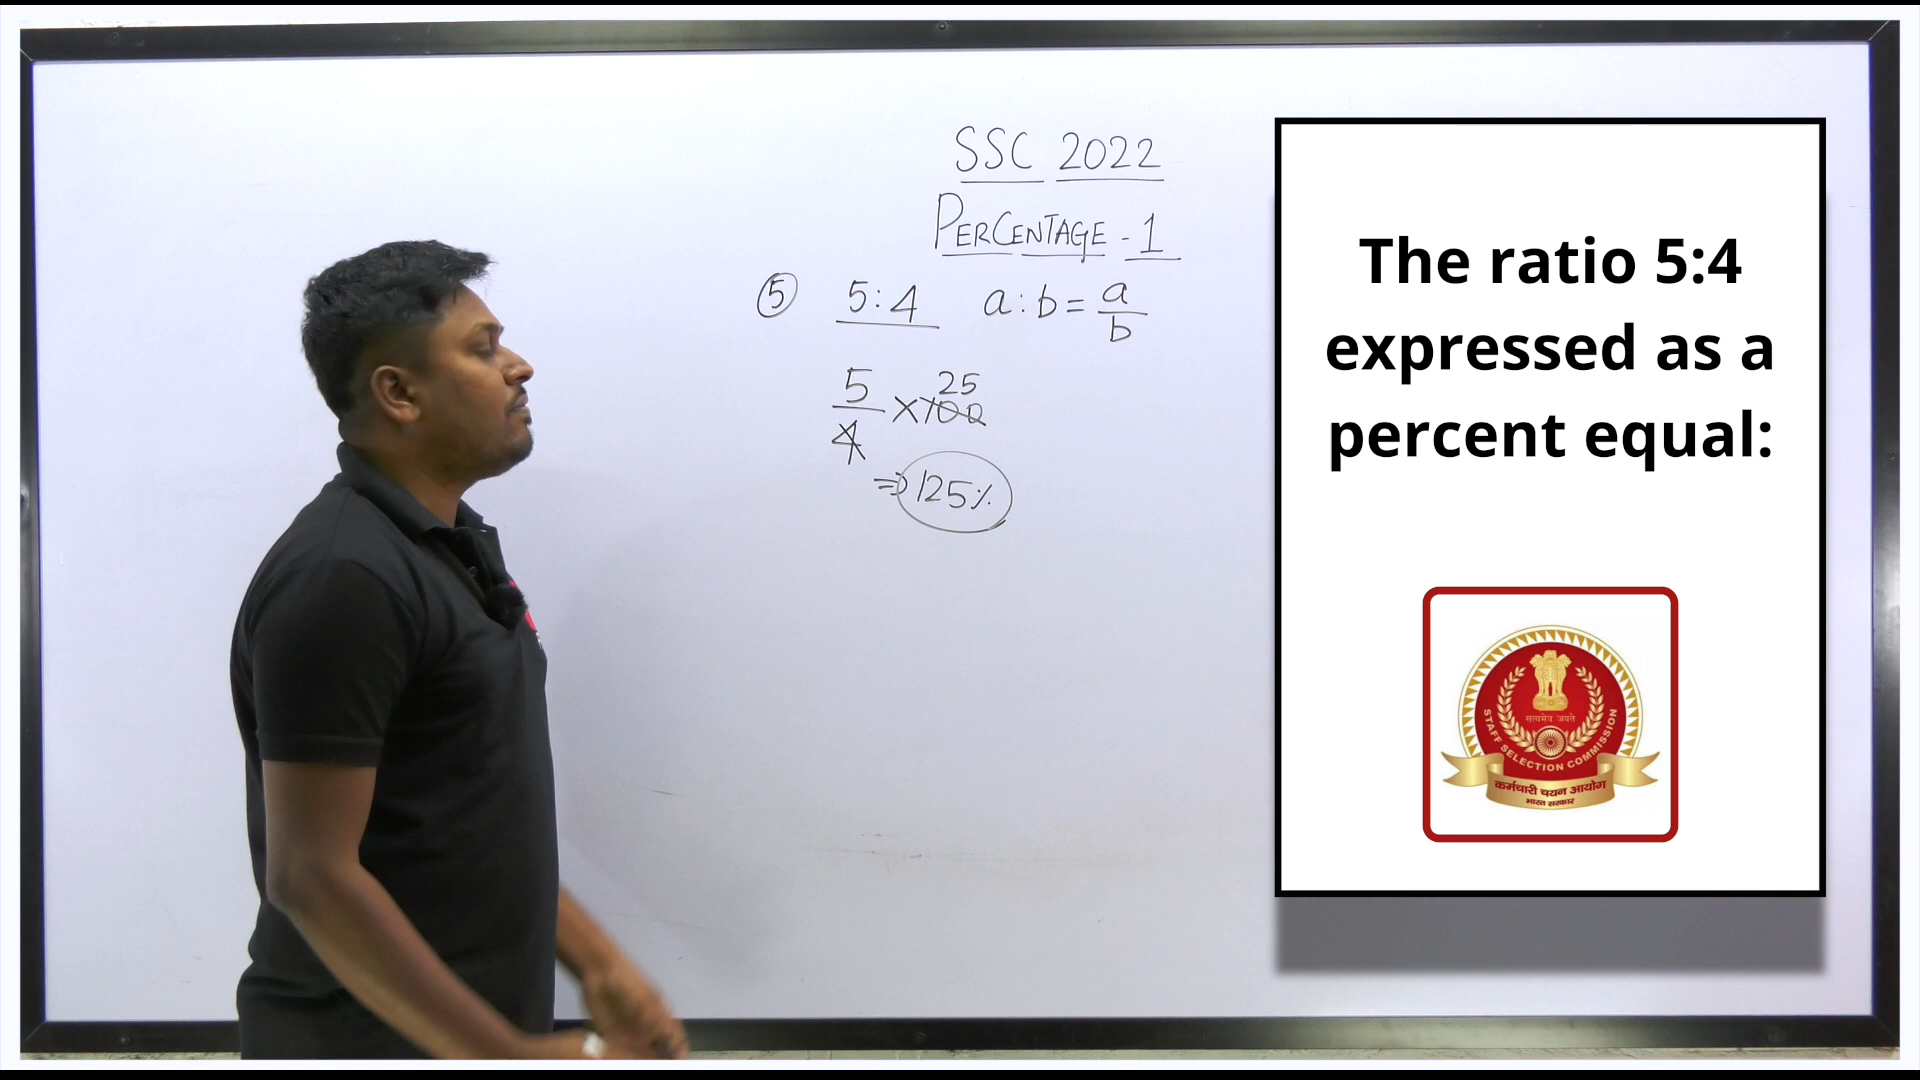 SSC 2022
PERCENTAGE - 1
⑤ 5:4 a:b = a/b
5/4 × 100 25
⇒ 125%
The ratio 5:4
expressed as a
percent equal:
सत्यमेव जयते
STAFF SELECTION COMMISSION
कर्मचारी चयन आयोग
भारत सरकार